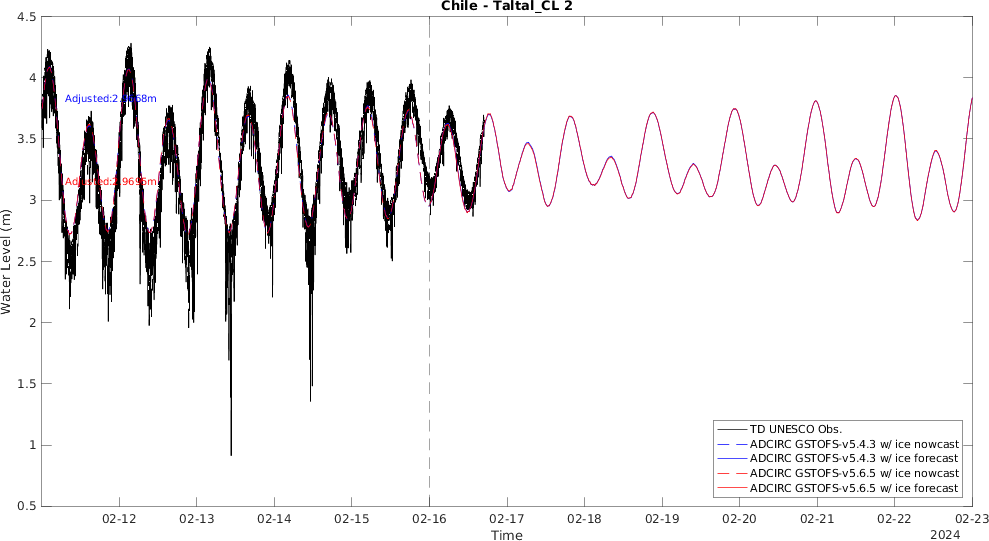 Chile - Taltal_CL 2
4.5
4
3.5
3
2.5
2
1.5
1
0.5
Water Level (m)
02-12
02-13
02-14
02-15
02-16
02-17
02-18
02-19
02-20
02-21
02-22
02-23
Time
2024
TD UNESCO Obs.
ADCIRC GSTOFS-v5.4.3 w/ ice nowcast
ADCIRC GSTOFS-v5.4.3 w/ ice forecast
ADCIRC GSTOFS-v5.6.5 w/ ice nowcast
ADCIRC GSTOFS-v5.6.5 w/ ice forecast